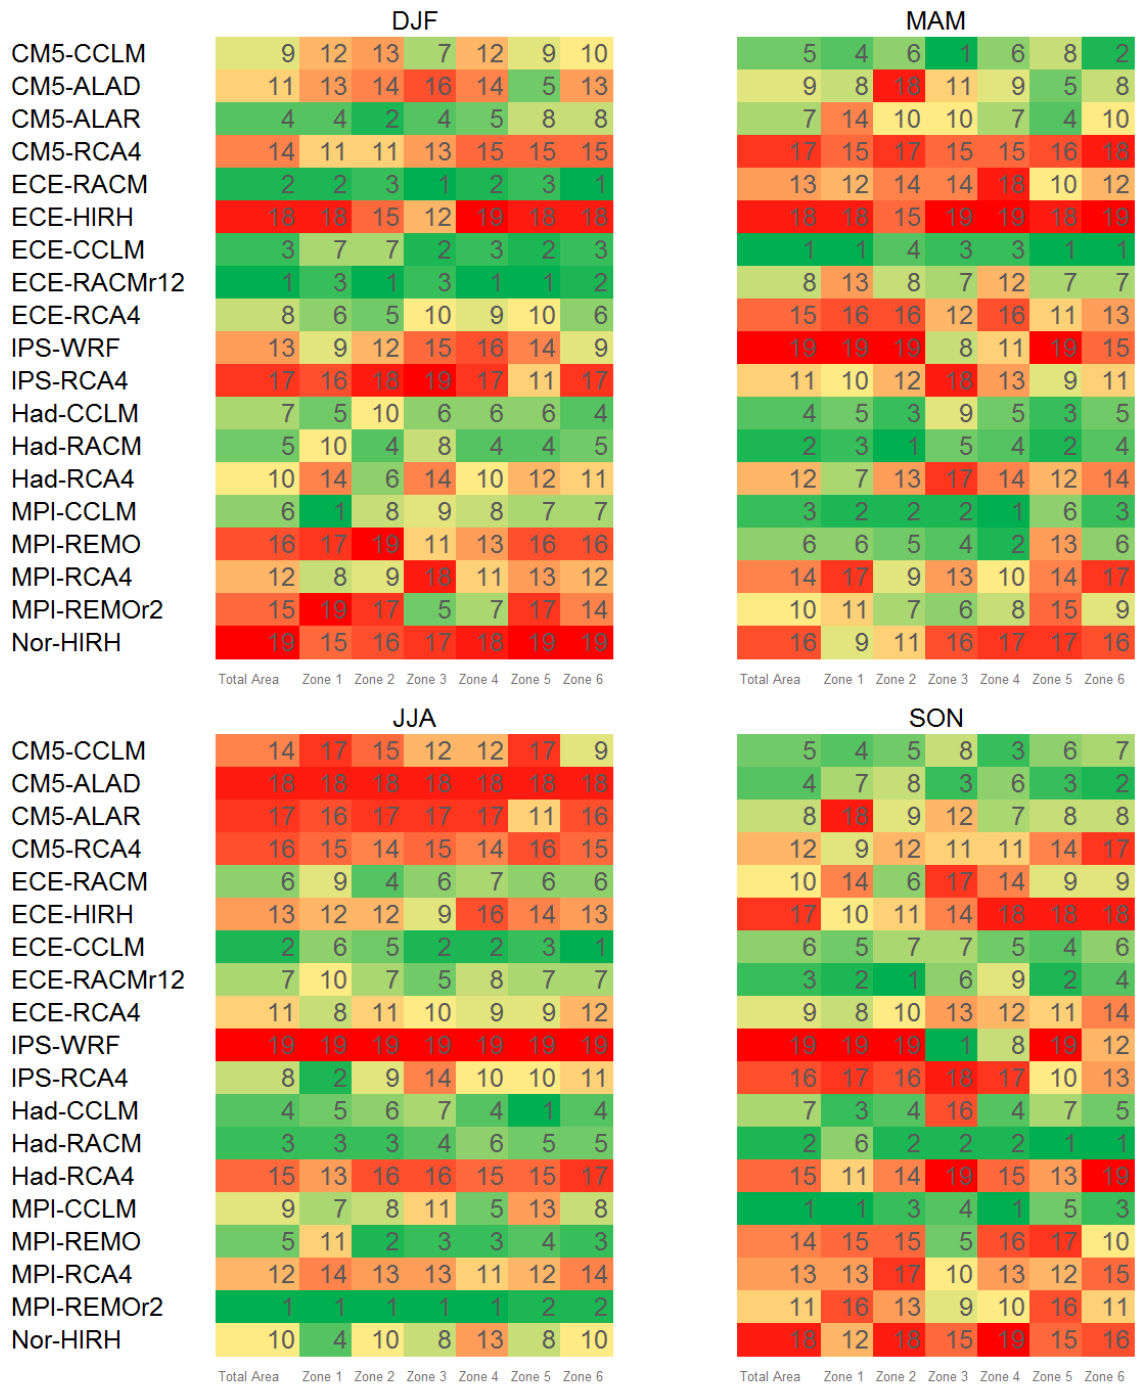 DJF MAM
CM5-CCLM 9 12 13 7 12 9 10 5 4 6 1 6 8 2
CM5-ALAD 11 13 14 16 14 5 13 9 8 18 11 9 5 8
CM5-ALAR 4 4 2 4 5 8 8 7 14 10 10 7 4 10
CM5-RCA4 14 11 11 13 15 15 15 17 15 17 15 15 16 18
ECE-RACM 2 2 3 1 2 3 1 13 12 14 14 18 10 12
ECE-HIRH 18 18 15 12 19 18 18 18 18 15 19 19 18 19
ECE-CCLM 3 7 7 2 3 2 3 1 1 4 3 3 1 1
ECE-RACMr12 1 3 1 3 1 1 2 8 13 8 7 12 7 7
ECE-RCA4 8 6 5 10 9 10 6 15 16 16 12 16 11 13
IPS-WRF 13 9 12 15 16 14 9 19 19 19 8 11 19 15
IPS-RCA4 17 16 18 19 17 11 17 11 10 12 18 13 9 11
Had-CCLM 7 5 10 6 6 6 4 4 5 3 9 5 3 5
Had-RACM 5 10 4 8 4 4 5 2 3 1 5 4 2 4
Had-RCA4 10 14 6 14 10 12 11 12 7 13 17 14 12 14
MPI-CCLM 6 1 8 9 8 7 7 3 2 2 2 1 6 3
MPI-REMO 16 17 19 11 13 16 16 6 6 5 4 2 13 6
MPI-RCA4 12 8 9 18 11 13 12 14 17 9 13 10 14 17
MPI-REMOr2 15 19 17 5 7 17 14 10 11 7 6 8 15 9
Nor-HIRH 19 15 16 17 18 19 19 16 9 11 16 17 17 16
Total Area Zone 1 Zone 2 Zone 3 Zone 4 Zone 5 Zone 6 Total Area Zone 1 Zone 2 Zone 3 Zone 4 Zone 5 Zone 6
JJA SON
CM5-CCLM 14 17 15 12 12 17 9 5 4 5 8 3 6 7
CM5-ALAD 18 18 18 18 18 18 18 4 7 8 3 6 3 2
CM5-ALAR 17 16 17 17 17 11 16 8 18 9 12 7 8 8
CM5-RCA4 16 15 14 15 14 16 15 12 9 12 11 11 14 17
ECE-RACM 6 9 4 6 7 6 6 10 14 6 17 14 9 9
ECE-HIRH 13 12 12 9 16 14 13 17 10 11 14 18 18 18
ECE-CCLM 2 6 5 2 2 3 1 6 5 7 7 5 4 6
ECE-RACMr12 7 10 7 5 8 7 7 3 2 1 6 9 2 4
ECE-RCA4 11 8 11 10 9 9 12 9 8 10 13 12 11 14
IPS-WRF 19 19 19 19 19 19 19 19 19 19 1 8 19 12
IPS-RCA4 8 2 9 14 10 10 11 16 17 16 18 17 10 13
Had-CCLM 4 5 6 7 4 1 4 7 3 4 16 4 7 5
Had-RACM 3 3 3 4 6 5 5 2 6 2 2 2 1 1
Had-RCA4 15 13 16 16 15 15 17 15 11 14 19 15 13 19
MPI-CCLM 9 7 8 11 5 13 8 1 1 3 4 1 5 3
MPI-REMO 5 11 2 3 3 4 3 14 15 15 5 16 17 10
MPI-RCA4 12 14 13 13 11 12 14 13 13 17 10 13 12 15
MPI-REMOr2 1 1 1 1 1 2 2 11 16 13 9 10 16 11
Nor-HIRH 10 4 10 8 13 8 10 18 12 18 15 19 15 16
Total Area Zone 1 Zone 2 Zone 3 Zone 4 Zone 5 Zone 6 Total Area Zone 1 Zone 2 Zone 3 Zone 4 Zone 5 Zone 6